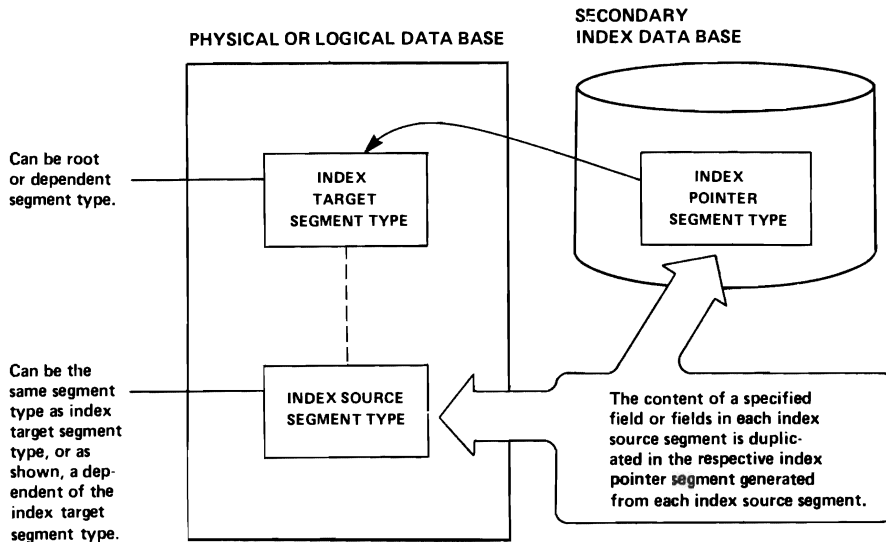 PHYSICAL OR LOGICAL DATA BASE
SECONDARY
INDEX DATA BASE
Can be root
or dependent
segment type.
INDEX
TARGET
SEGMENT TYPE
INDEX
POINTER
SEGMENT TYPE
Can be the
same segment
type as index
target segment
type, or as
shown, a dep-
endent of the
index target
segment type.
INDEX SOURCE
SEGMENT TYPE
The content of a specified
field or fields in each index
source segment is duplic-
ated in the respective index
pointer segment generated
from each index source segment.